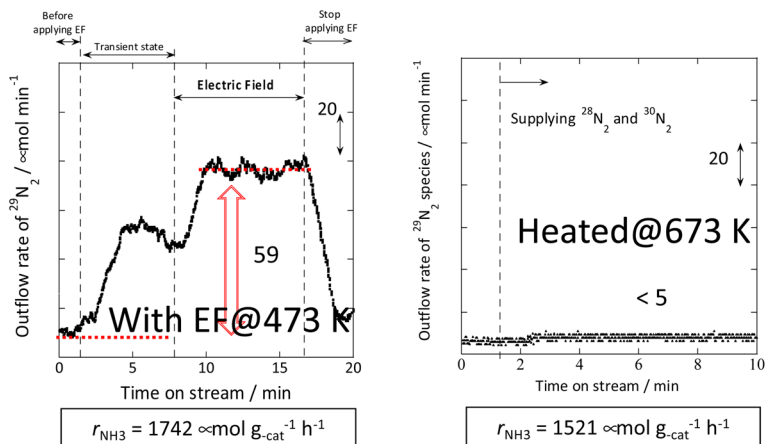 Before
applying EF
Transient state
Stop
applying EF
Electric Field
20
59
With EF@473 K
Outflow rate of ²⁹N₂ / ∝mol min⁻¹
0 5 10 15 20
Time on stream / min
r_NH3 = 1742 ∝mol g-cat⁻¹ h⁻¹
Supplying ²⁸N₂ and ³⁰N₂
20
Heated@673 K
< 5
Outflow rate of ²⁹N₂ species / ∝mol min⁻¹
0 2 4 6 8 10
Time on stream / min
r_NH3 = 1521 ∝mol g-cat⁻¹ h⁻¹